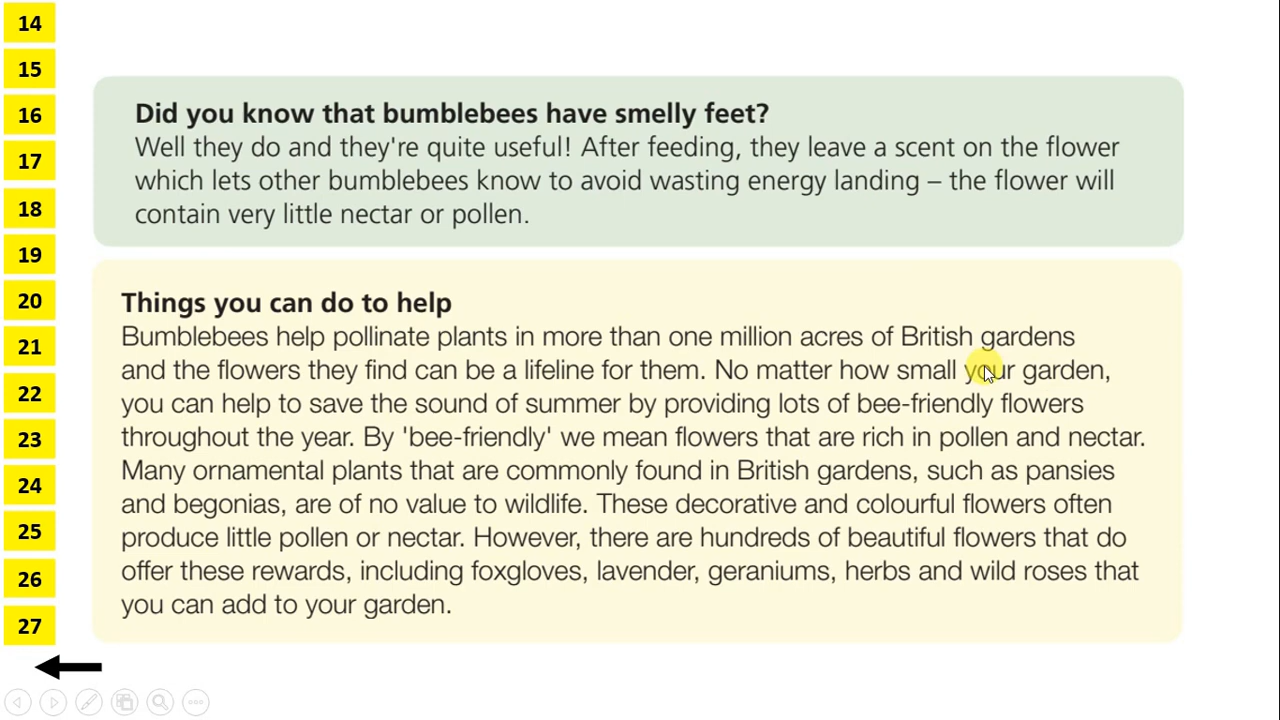 14
15
16
17
18
19
20
21
22
23
24
25
26
27
Did you know that bumblebees have smelly feet?
Well they do and they're quite useful! After feeding, they leave a scent on the flower
which lets other bumblebees know to avoid wasting energy landing – the flower will
contain very little nectar or pollen.
Things you can do to help
Bumblebees help pollinate plants in more than one million acres of British gardens
and the flowers they find can be a lifeline for them. No matter how small your garden,
you can help to save the sound of summer by providing lots of bee-friendly flowers
throughout the year. By 'bee-friendly' we mean flowers that are rich in pollen and nectar.
Many ornamental plants that are commonly found in British gardens, such as pansies
and begonias, are of no value to wildlife. These decorative and colourful flowers often
produce little pollen or nectar. However, there are hundreds of beautiful flowers that do
offer these rewards, including foxgloves, lavender, geraniums, herbs and wild roses that
you can add to your garden.